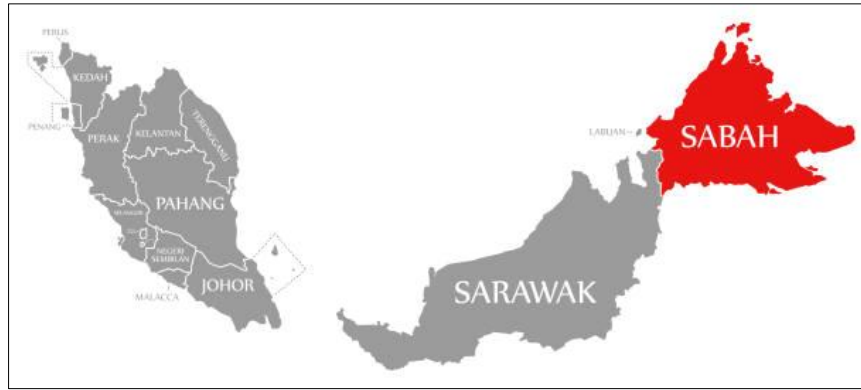 PERLIS
KEDAH
PENANG
PERAK
KELANTAN
TERENGGANU
PAHANG
SELANGOR
NEGERI
SEMBILAN
MALACCA
JOHOR
LABUAN
SABAH
SARAWAK